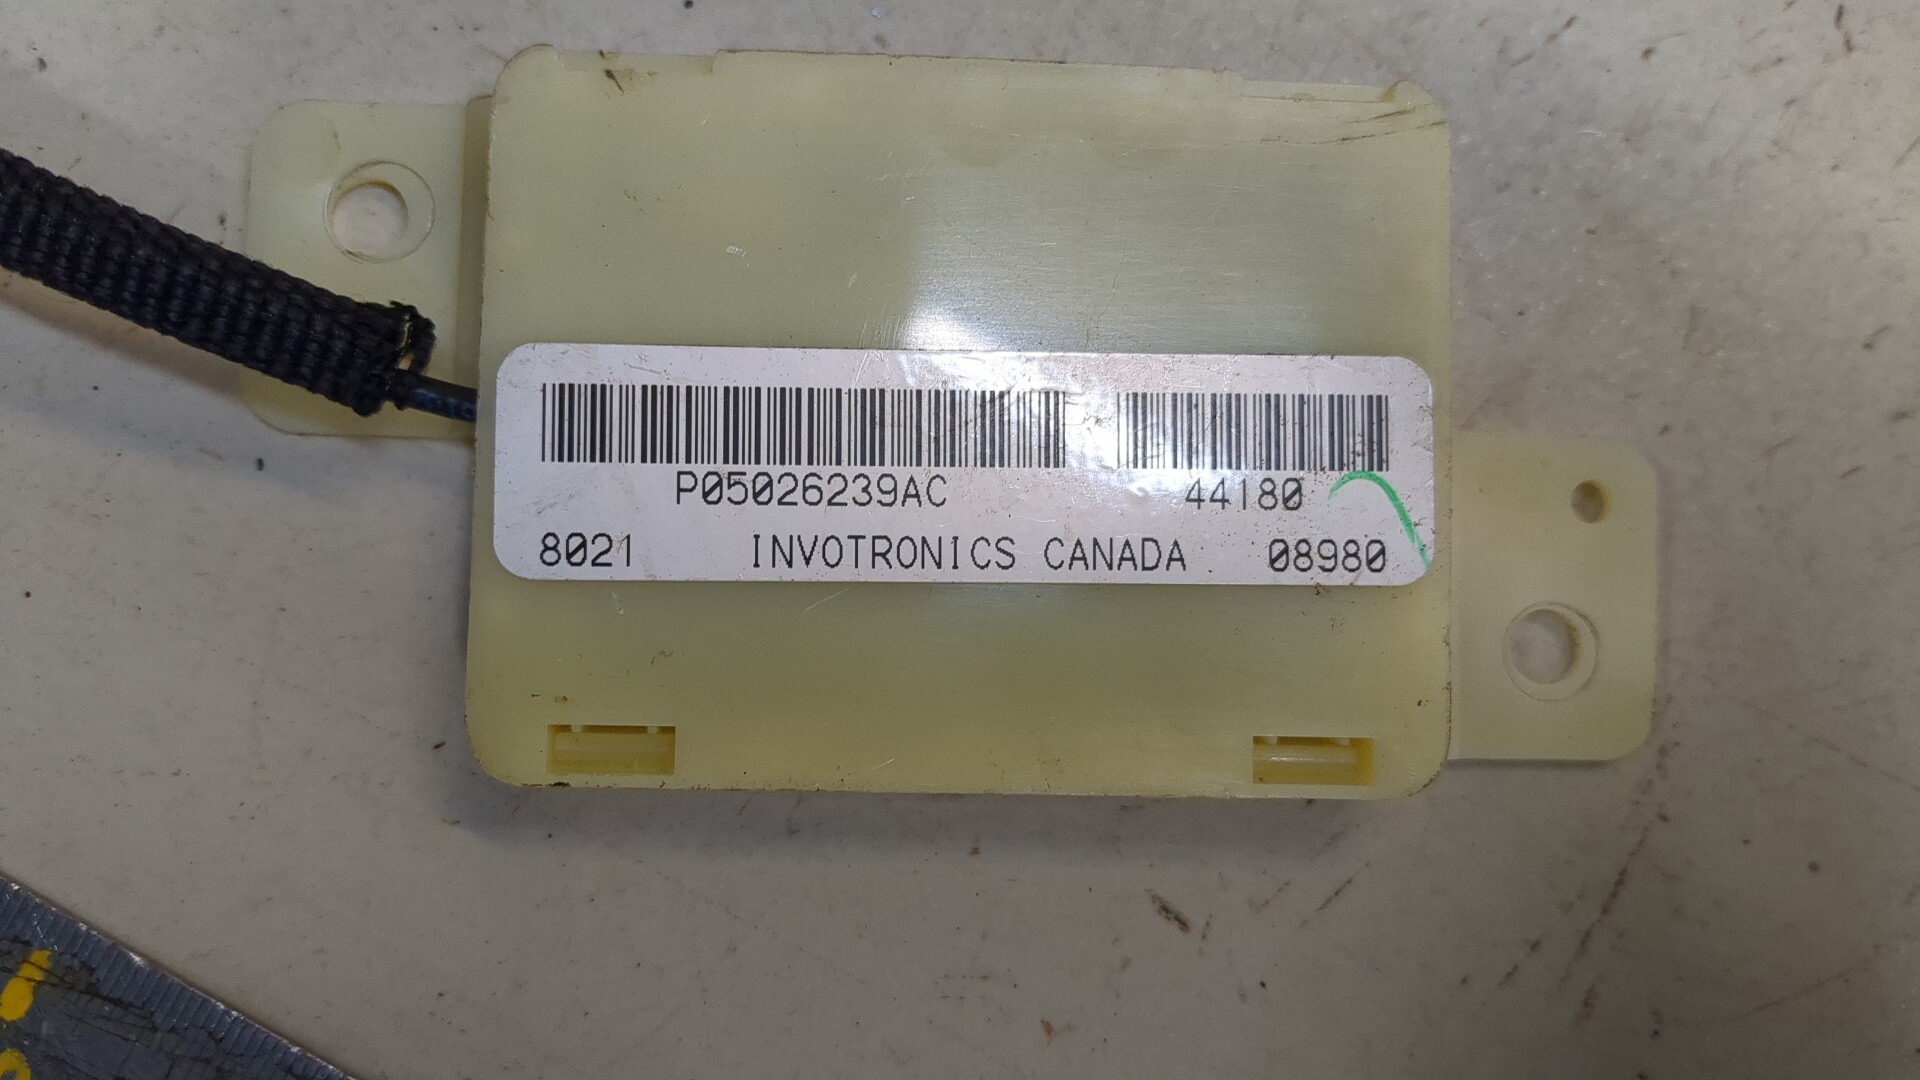 P05026239AC 44180
8021 INVOTRONICS CANADA 08980